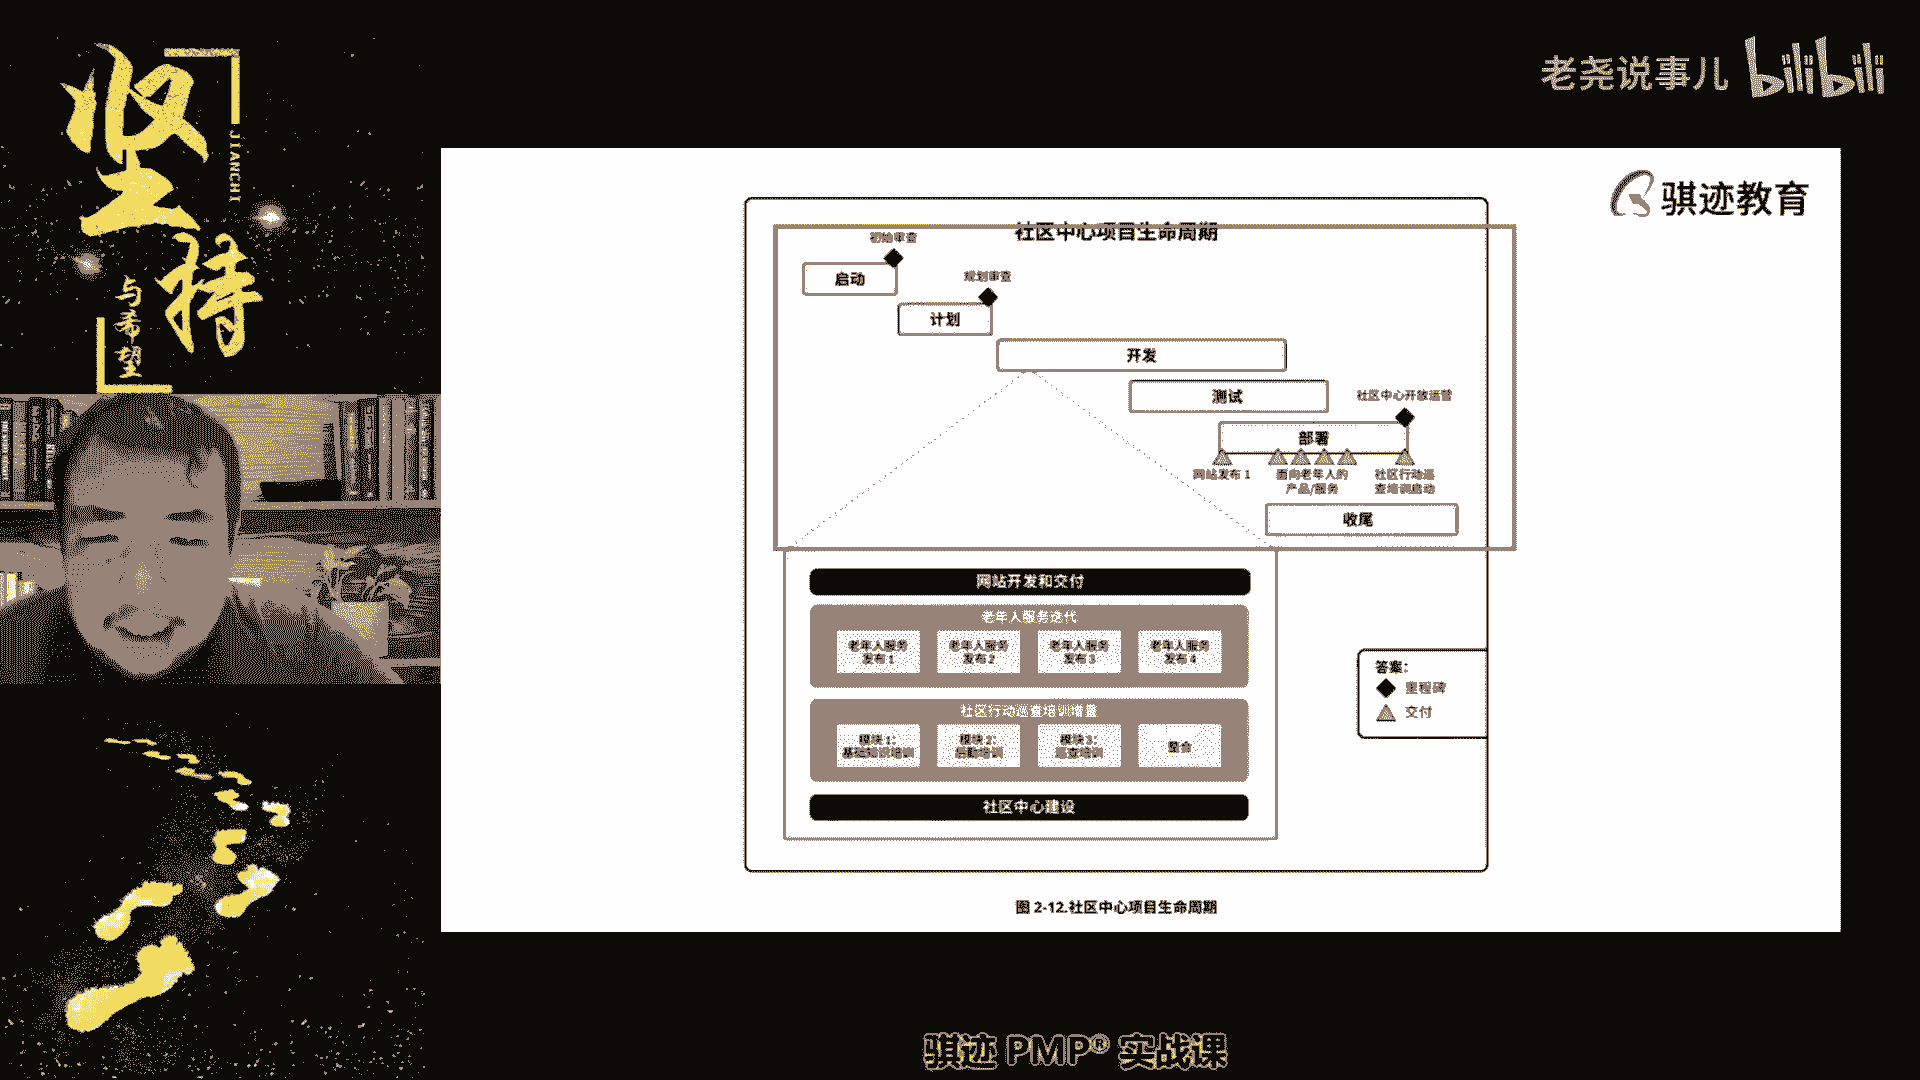 坚持
JIANCHI
与希望
老尧说事儿 bilibili
骐迹教育
社区中心项目生命周期
初始审查
启动
规划审查
计划
开发
测试
社区中心开放运营
部署
网站发布 1
面向老年人的
产品/服务
社区行动巡
查培训启动
收尾
网站开发和交付
老年人服务迭代
老年人服务
发布 1
老年人服务
发布 2
老年人服务
发布 3
老年人服务
发布 4
社区行动巡查培训增量
模块 1:
基础知识培训
模块 2:
后勤培训
模块 3:
巡查培训
整合
社区中心建设
答案:
里程碑
交付
图 2-12.社区中心项目生命周期
骐迹 PMP® 实战课